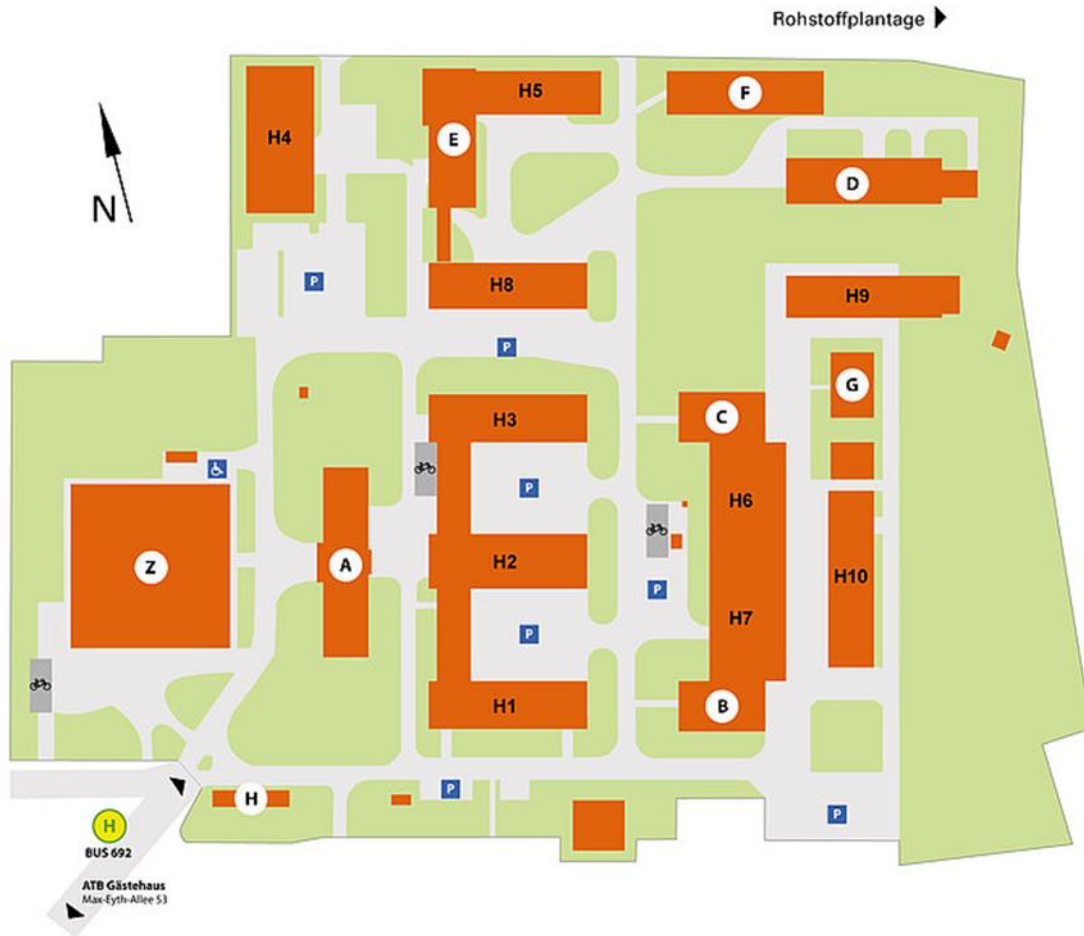 Rohstoffplantage
H5
F
H4
E
D
N
P
H8
H9
P
G
H3
C
P
H6
Z
A
H2
H10
P
H7
P
H1
B
P
H
P
H
BUS 692
ATB Gästehaus
Max-Eyth-Allee 53